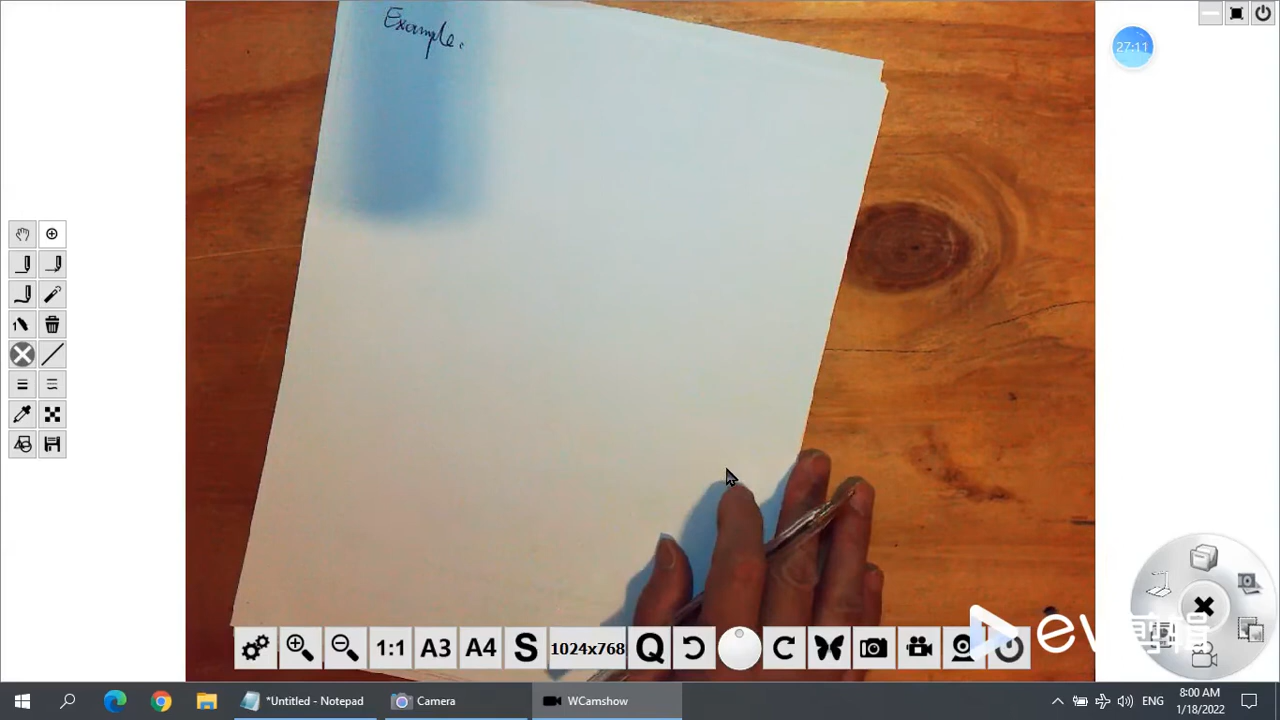 Example.
27:11
1:1
A3
A4
S
1024x768
Q
*Untitled - Notepad
Camera
WCamshow
ENG
8:00 AM
1/18/2022